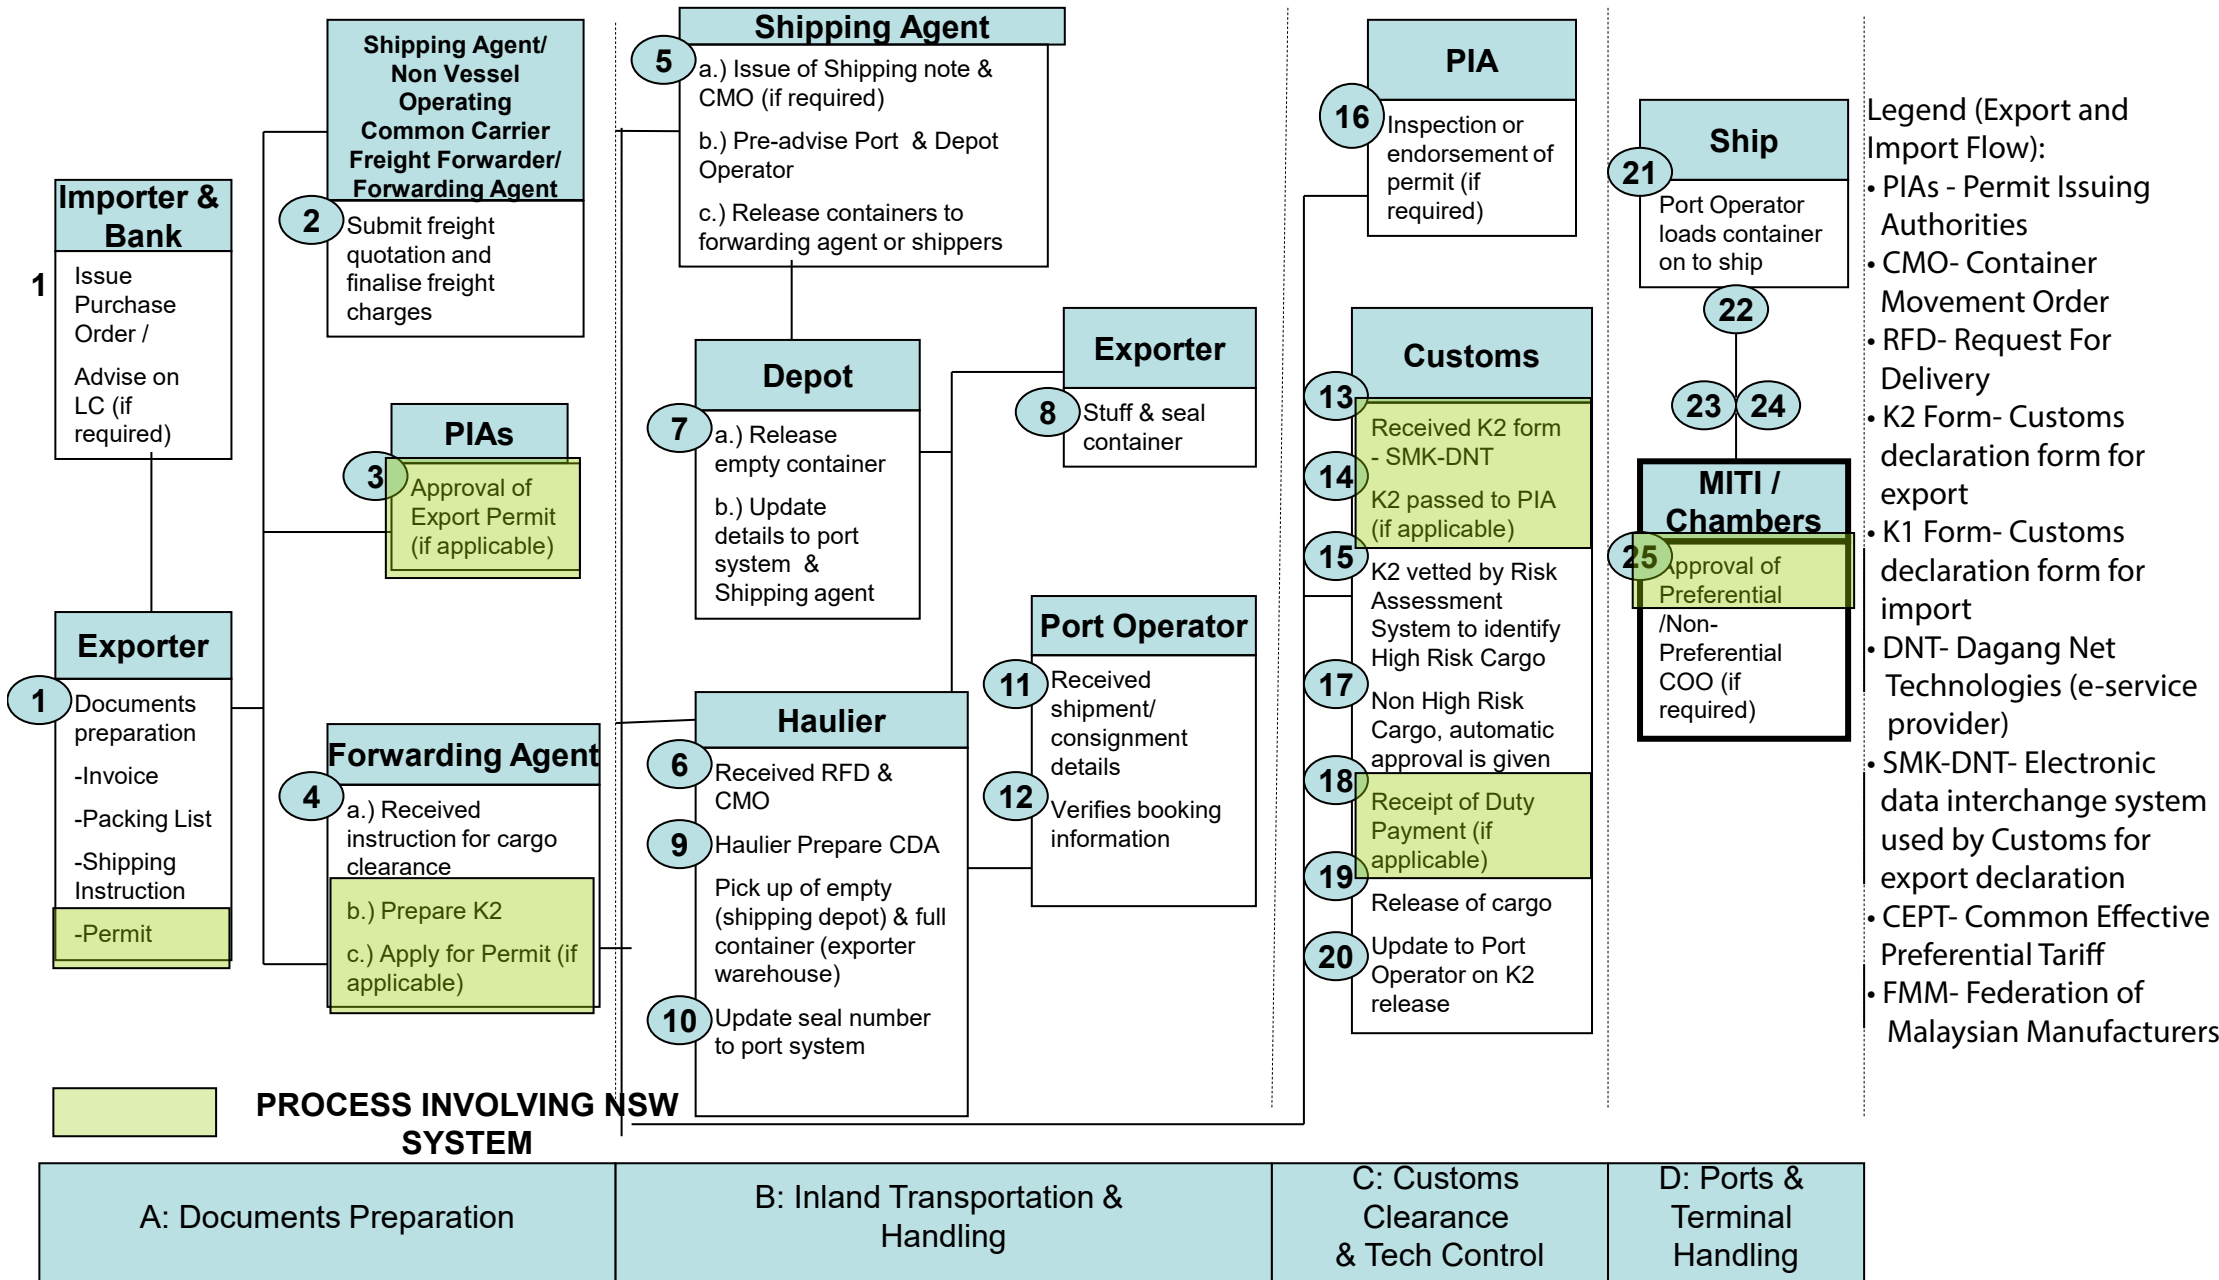 Importer &
Bank
1
Issue
Purchase
Order /
Advise on
LC (if
required)
Exporter
1
Documents
preparation
-Invoice
-Packing List
-Shipping
Instruction
-Permit
Shipping Agent/
Non Vessel
Operating
Common Carrier
Freight Forwarder/
Forwarding Agent
2
Submit freight
quotation and
finalise freight
charges
PIAs
3
Approval of
Export Permit
(if applicable)
Forwarding Agent
4
a.) Received
instruction for cargo
clearance
b.) Prepare K2
c.) Apply for Permit (if
applicable)
Shipping Agent
5
a.) Issue of Shipping note &
CMO (if required)
b.) Pre-advise Port & Depot
Operator
c.) Release containers to
forwarding agent or shippers
Depot
7
a.) Release
empty container
b.) Update
details to port
system &
Shipping agent
Exporter
8
Stuff & seal
container
Haulier
6
Received RFD &
CMO
9
Haulier Prepare CDA
Pick up of empty
(shipping depot) & full
container (exporter
warehouse)
10
Update seal number
to port system
Port Operator
11
Received
shipment/
consignment
details
12
Verifies booking
information
PIA
16
Inspection or
endorsement of
permit (if
required)
Customs
13
Received K2 form
- SMK-DNT
14
K2 passed to PIA
(if applicable)
15
K2 vetted by Risk
Assessment
System to identify
High Risk Cargo
17
Non High Risk
Cargo, automatic
approval is given
18
Receipt of Duty
Payment (if
applicable)
19
Release of cargo
20
Update to Port
Operator on K2
release
Ship
21
Port Operator
loads container
on to ship
22
23
24
MITI /
Chambers
25
Approval of
Preferential
/Non-
Preferential
COO (if
required)
Legend (Export and
Import Flow):
• PIAs - Permit Issuing
Authorities
• CMO- Container
Movement Order
• RFD- Request For
Delivery
• K2 Form- Customs
declaration form for
export
• K1 Form- Customs
declaration form for
import
• DNT- Dagang Net
Technologies (e-service
provider)
• SMK-DNT- Electronic
data interchange system
used by Customs for
export declaration
• CEPT- Common Effective
Preferential Tariff
• FMM- Federation of
Malaysian Manufacturers
PROCESS INVOLVING NSW
SYSTEM
A: Documents Preparation
B: Inland Transportation &
Handling
C: Customs
Clearance
& Tech Control
D: Ports &
Terminal
Handling